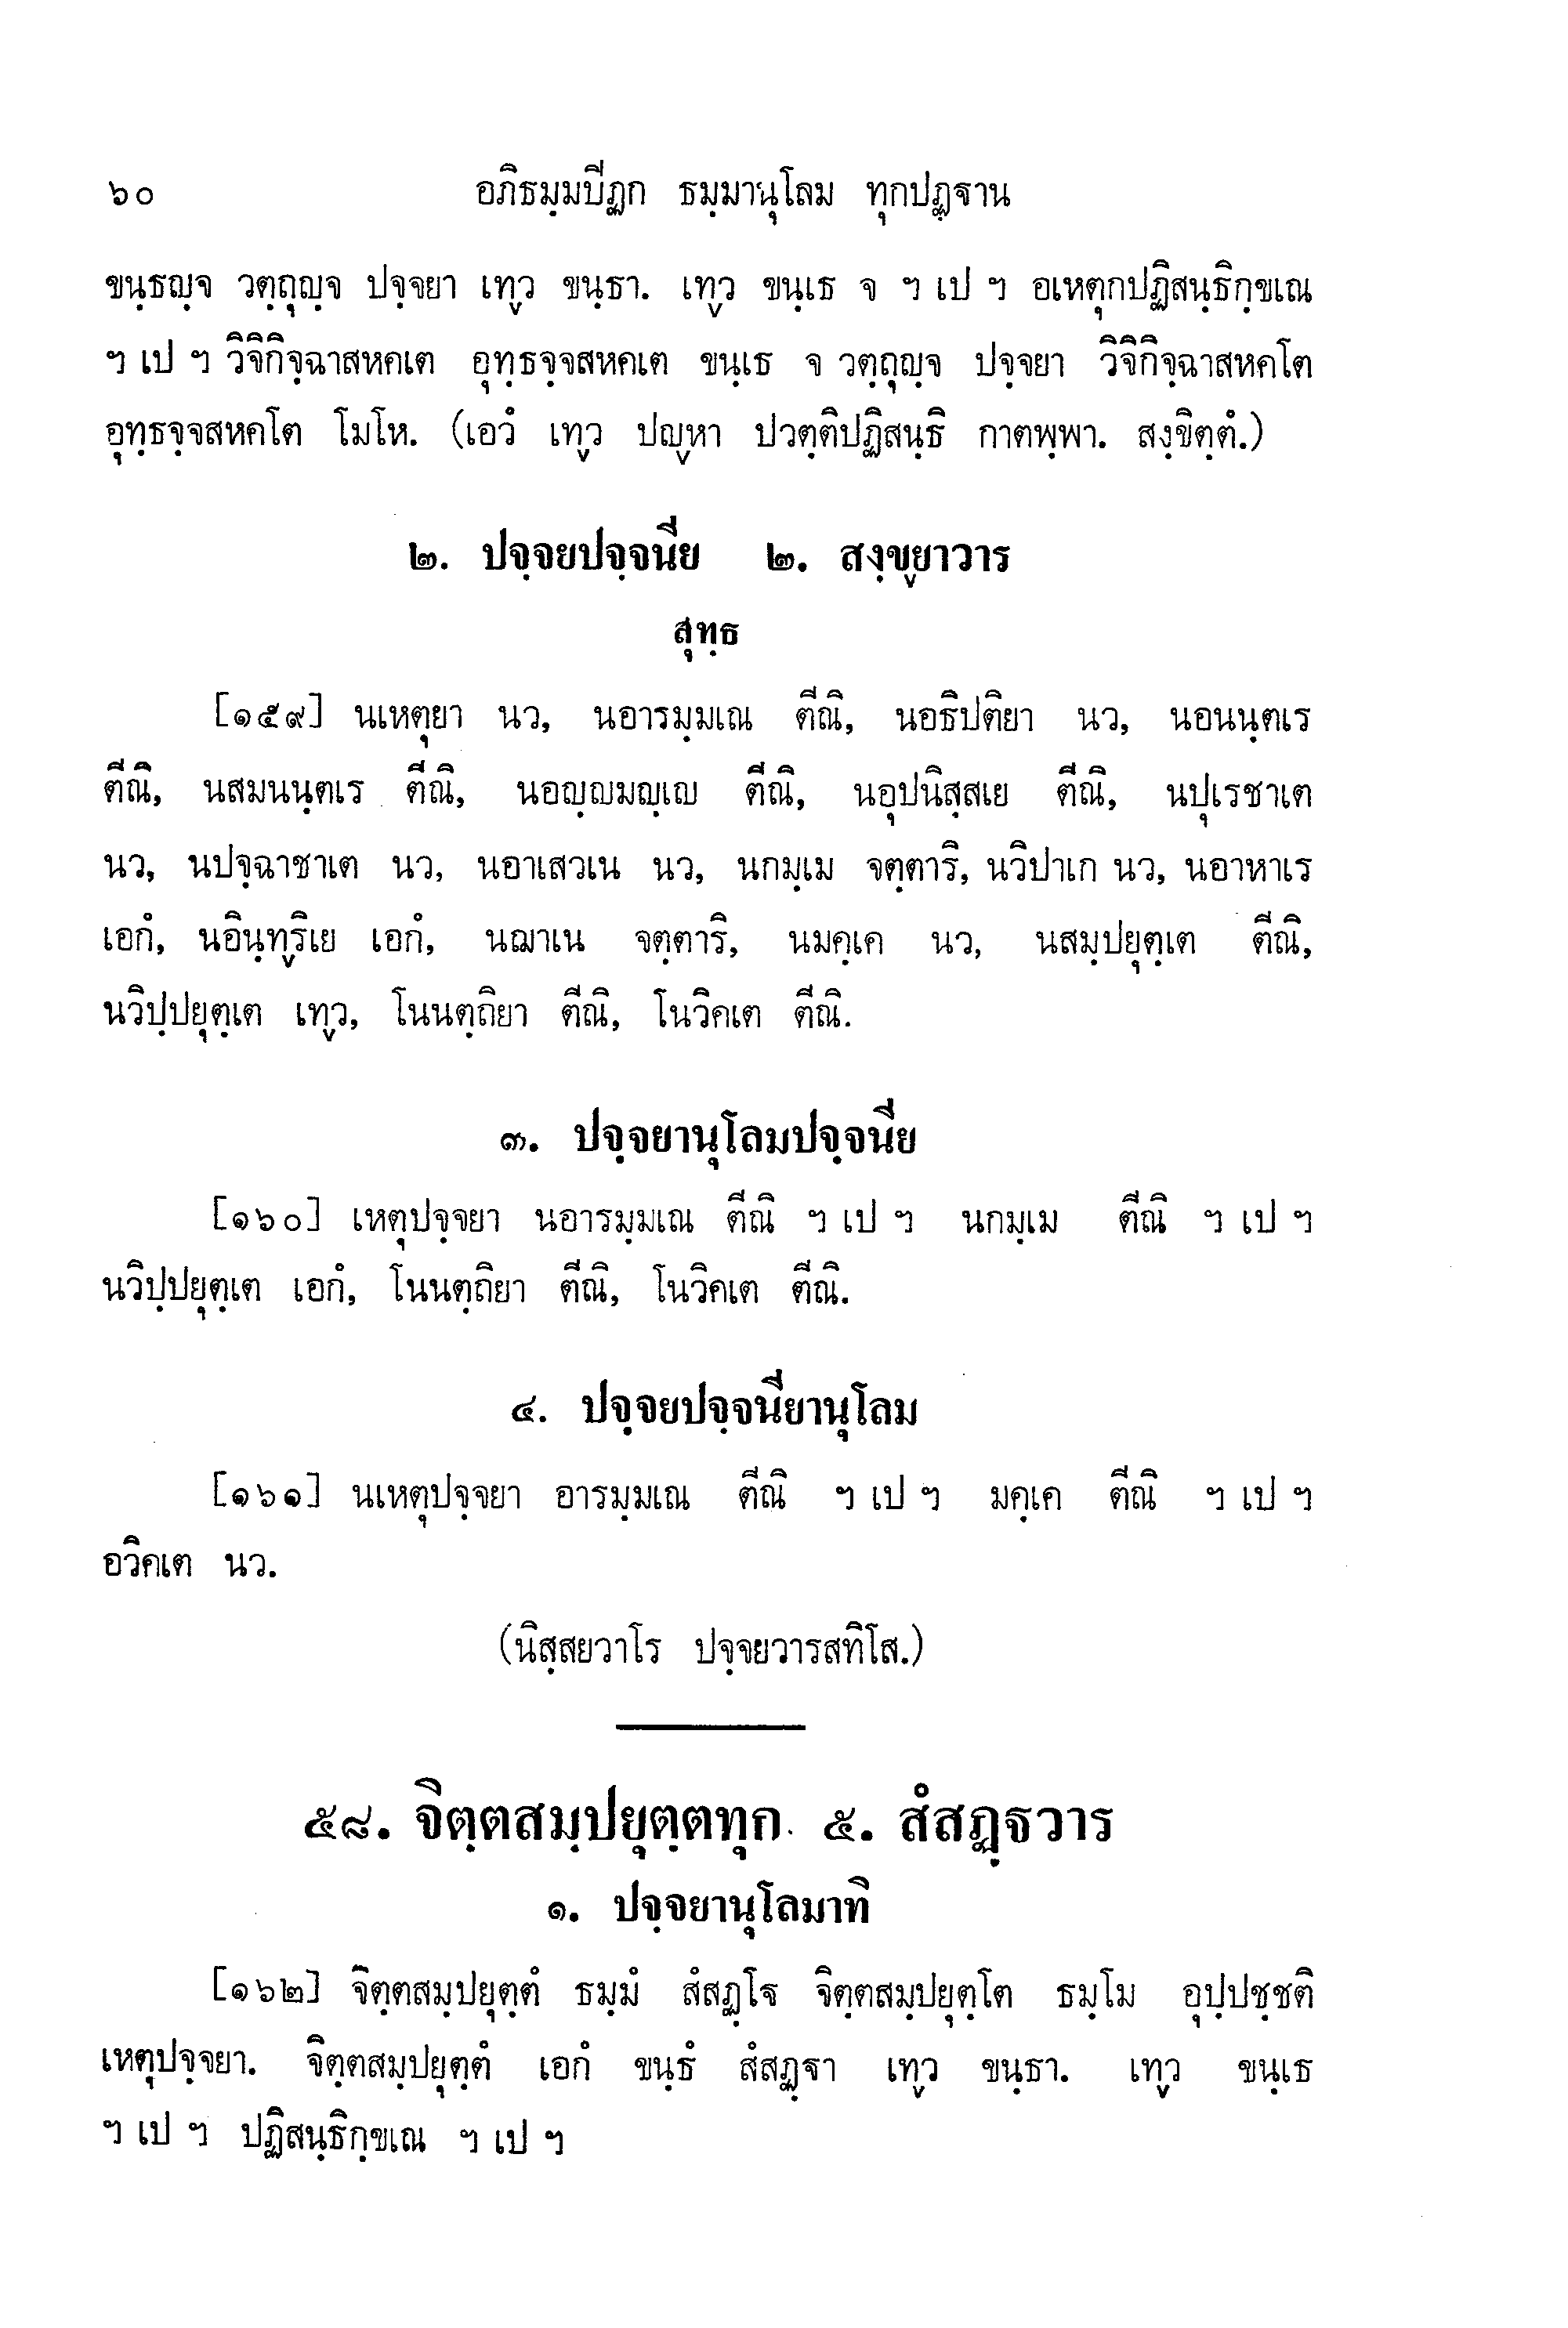 ๖๐ อภิธมฺมปีฏก ธมฺมานุโลม ทุกปฏฺฐาน
ขนฺธญฺจ วตฺถุญฺจ ปจฺจยา เทฺว ขนฺธา. เทฺว ขนฺเธ จ ฯ เป ฯ อเหตุกปฏิสนฺธิกฺขเณ
ฯ เป ฯ วิจิกิจฺฉาสหคเต อุทฺธจฺจสหคเต ขนฺเธ จ วตฺถุญฺจ ปจฺจยา วิจิกิจฺฉาสหคโต
อุทฺธจฺจสหคโต โมโห. (เอวํ เทฺว ปญฺหา ปวตฺติปฏิสนฺธิ กาตพฺพา. สงฺขิตฺตํ.)
๒. ปจฺจยปจฺจนีย ๒. สงฺขฺยาวาร
สุทฺธ
[๑๕๙] นเหตุยา นว, นอารมฺมเณ ตีณิ, นอธิปติยา นว, นอนนฺตเร
ตีณิ, นสมนนฺตเร ตีณิ, นอญฺญมญฺเญ ตีณิ, นอุปนิสฺสเย ตีณิ, นปุเรชาเต
นว, นปจฺฉาชาเต นว, นอาเสวเน นว, นกมฺเม จตฺตาริ, นวิปาเก นว, นอาหาเร
เอกํ, นอินฺทฺริเย เอกํ, นฌาเน จตฺตาริ, นมคฺเค นว, นสมฺปยุตฺเต ตีณิ,
นวิปฺปยุตฺเต เทฺว, โนนตฺถิยา ตีณิ, โนวิคเต ตีณิ.
๓. ปจฺจยานุโลมปจฺจนีย
[๑๖๐] เหตุปจฺจยา นอารมฺมเณ ตีณิ ฯ เป ฯ นกมฺเม ตีณิ ฯ เป ฯ
นวิปฺปยุตฺเต เอกํ, โนนตฺถิยา ตีณิ, โนวิคเต ตีณิ.
๔. ปจฺจยปจฺจนียานุโลม
[๑๖๑] นเหตุปจฺจยา อารมฺมเณ ตีณิ ฯ เป ฯ มคฺเค ตีณิ ฯ เป ฯ
อวิคเต นว.
(นิสฺสยวาโร ปจฺจยวารสทิโส.)
๕๘. จิตฺตสมฺปยุตฺตทุก ๕. สํสฏฺฐวาร
๑. ปจฺจยานุโลมาทิ
[๑๖๒] จิตฺตสมฺปยุตฺตํ ธมฺมํ สํสฏฺโฐ จิตฺตสมฺปยุตฺโต ธมฺโม อุปฺปชฺชติ
เหตุปจฺจยา. จิตฺตสมฺปยุตฺตํ เอกํ ขนฺธํ สํสฏฺฐา เทฺว ขนฺธา. เทฺว ขนฺเธ
ฯ เป ฯ ปฏิสนฺธิกฺขเณ ฯ เป ฯ